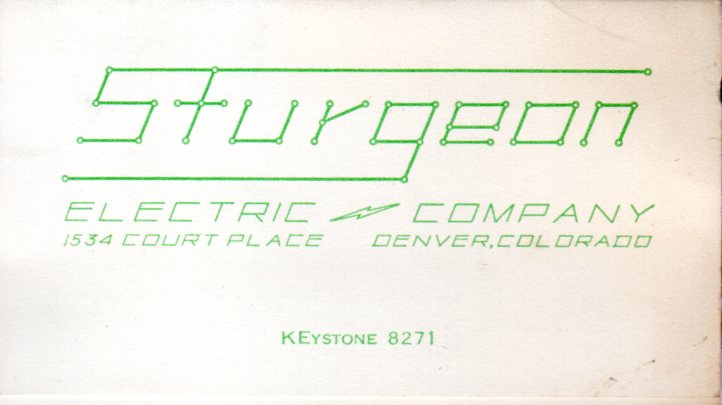 Sturgeon
ELECTRIC COMPANY
1534 COURT PLACE DENVER, COLORADO
KEYSTONE 8271